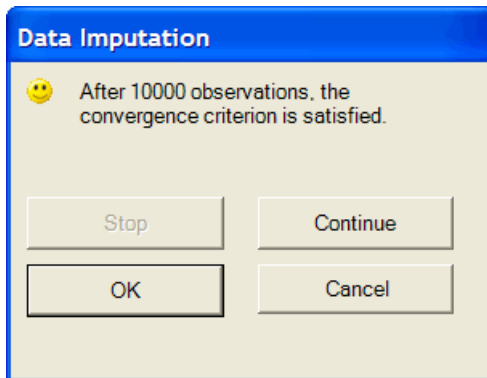 Data Imputation
After 10000 observations, the
convergence criterion is satisfied.
Stop
Continue
OK
Cancel